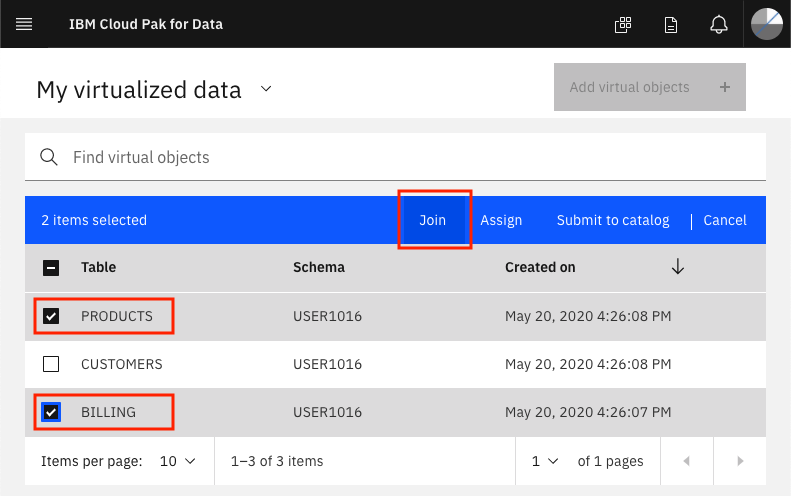 IBM Cloud Pak for Data
My virtualized data
Add virtual objects +
Find virtual objects
2 items selected Join Assign Submit to catalog | Cancel
Table Schema Created on
PRODUCTS USER1016 May 20, 2020 4:26:08 PM
CUSTOMERS USER1016 May 20, 2020 4:26:08 PM
BILLING USER1016 May 20, 2020 4:26:07 PM
Items per page: 10 1–3 of 3 items 1 of 1 pages